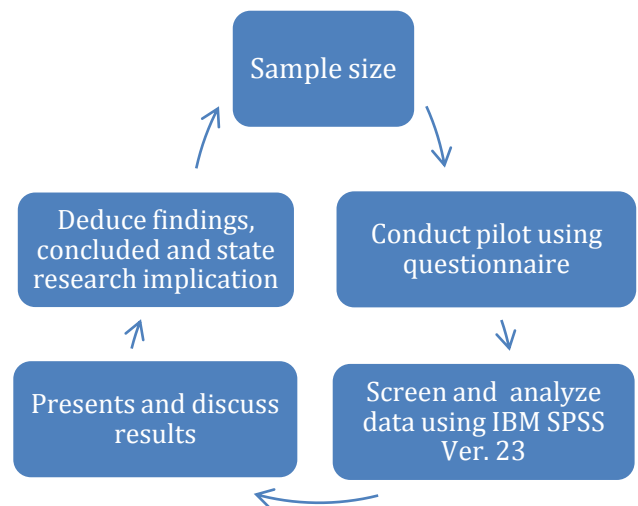 Sample size
Conduct pilot using
questionnaire
Screen and analyze
data using IBM SPSS
Ver. 23
Presents and discuss
results
Deduce findings,
concluded and state
research implication